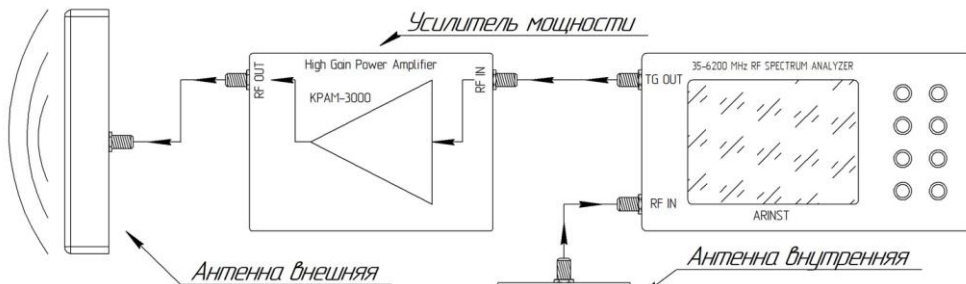 Усилитель мощности
High Gain Power Amplifier
KPAM-3000
RF OUT
RF IN
35-6200 MHz RF SPECTRUM ANALYZER
TG OUT
RF IN
ARINST
Антенна внешняя
Антенна внутренняя